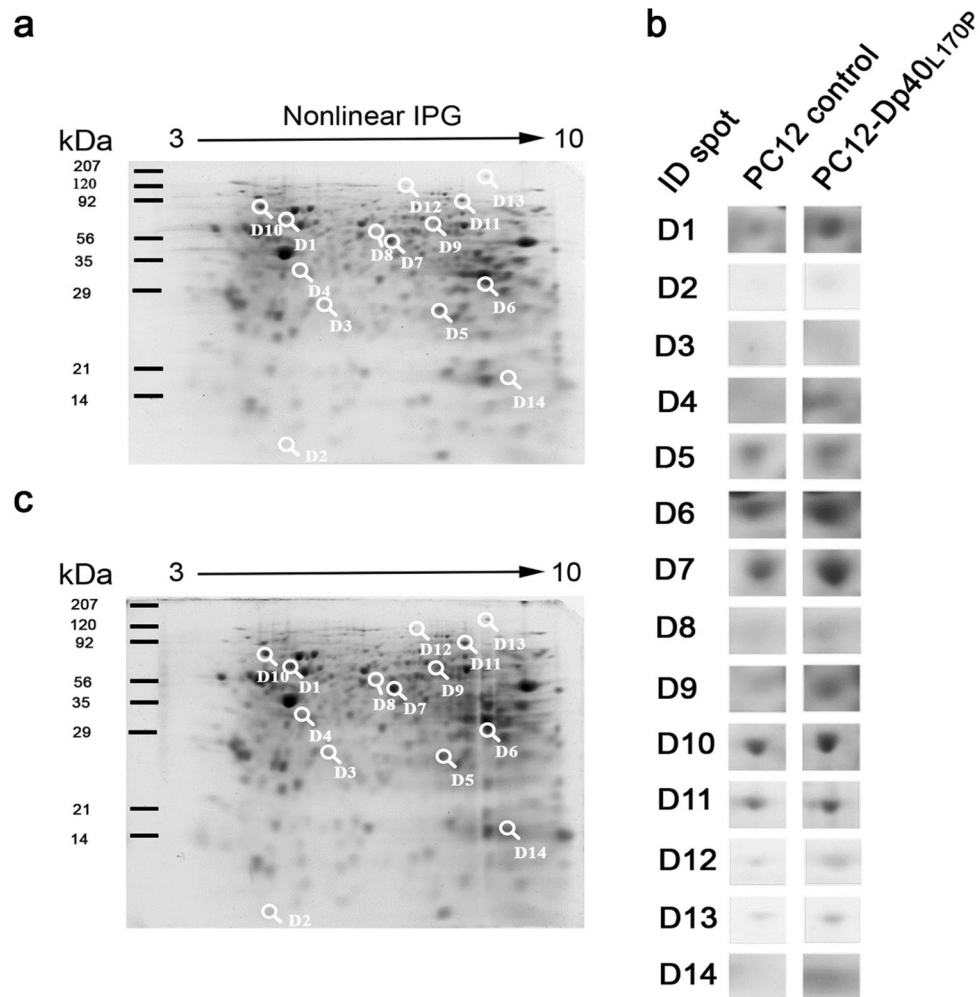 a
Nonlinear IPG
kDa 3 10
207
120
92
56
35
29
21
14
D13
D12
D11
D10
D1
D9
D8
D7
D4
D6
D3
D5
D14
D2
c
kDa 3 10
207
120
92
56
35
29
21
14
D13
D12
D11
D10
D1
D9
D8
D7
D4
D6
D3
D5
D14
D2
b
ID spot
PC12 control
PC12-Dp40L170P
D1
D2
D3
D4
D5
D6
D7
D8
D9
D10
D11
D12
D13
D14